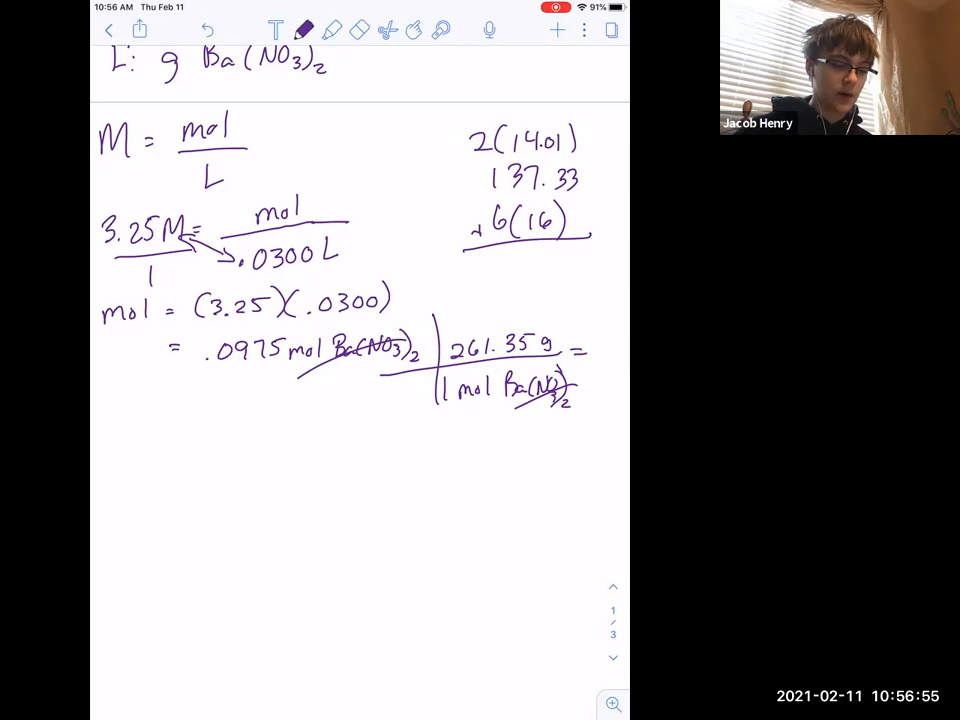 10:56 AM Thu Feb 11
91%
L: g Ba(NO3)2
M = mol
L
2(14.01)
137.33
+ 6(16)
3.25M = mol
1 .0300 L
mol = (3.25)(.0300)
= .0975 mol Ba(NO3)2 261.35 g =
1 mol Ba(NO3)2
1
/
3
Jacob Henry
2021-02-11 10:56:55